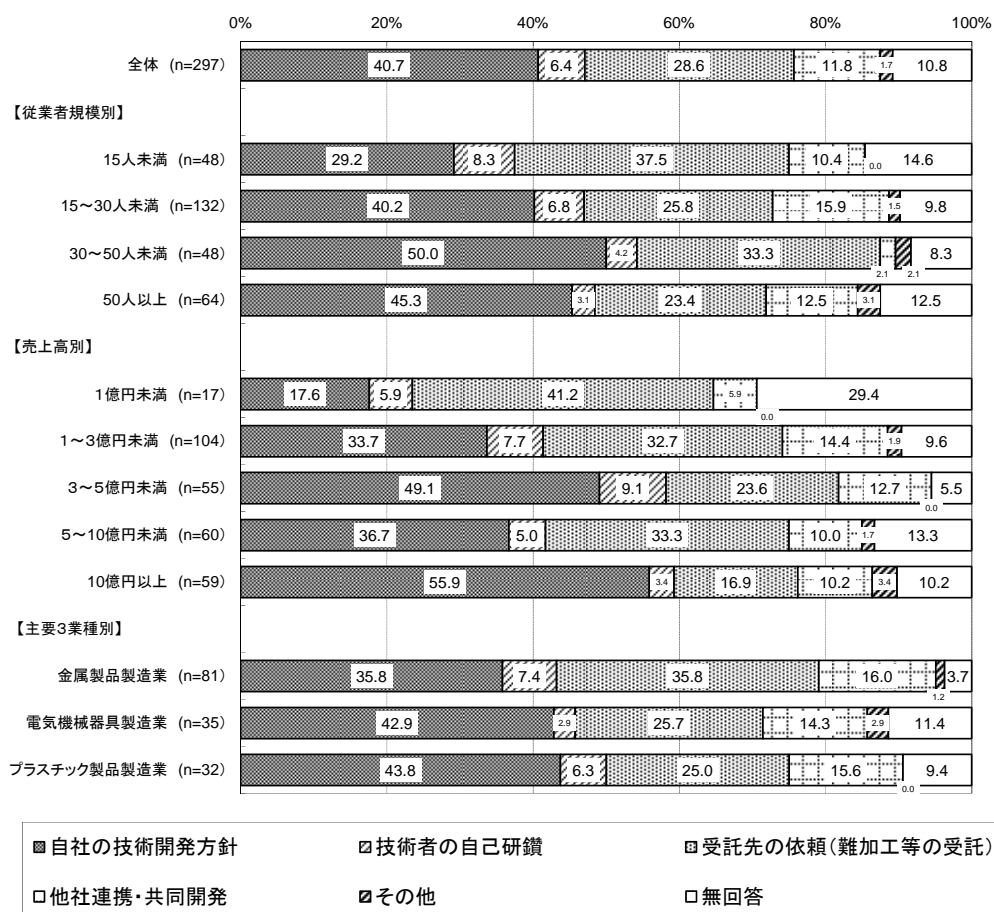 0% 20% 40% 60% 80% 100%
全体 (n=297) 40.7 6.4 28.6 11.8 1.7 10.8
【従業者規模別】
15人未満 (n=48) 29.2 8.3 37.5 10.4 0.0 14.6
15～30人未満 (n=132) 40.2 6.8 25.8 15.9 1.5 9.8
30～50人未満 (n=48) 50.0 4.2 33.3 2.1 2.1 8.3
50人以上 (n=64) 45.3 3.1 23.4 12.5 3.1 12.5
【売上高別】
１億円未満 (n=17) 17.6 5.9 41.2 5.9 0.0 29.4
１～３億円未満 (n=104) 33.7 7.7 32.7 14.4 1.9 9.6
３～５億円未満 (n=55) 49.1 9.1 23.6 12.7 0.0 5.5
５～10億円未満 (n=60) 36.7 5.0 33.3 10.0 1.7 13.3
10億円以上 (n=59) 55.9 3.4 16.9 10.2 3.4 10.2
【主要３業種別】
金属製品製造業 (n=81) 35.8 7.4 35.8 16.0 1.2 3.7
電気機械器具製造業 (n=35) 42.9 2.9 25.7 14.3 2.9 11.4
プラスチック製品製造業 (n=32) 43.8 6.3 25.0 15.6 0.0 9.4
自社の技術開発方針 技術者の自己研鑽 受託先の依頼（難加工等の受託）
他社連携・共同開発 その他 無回答